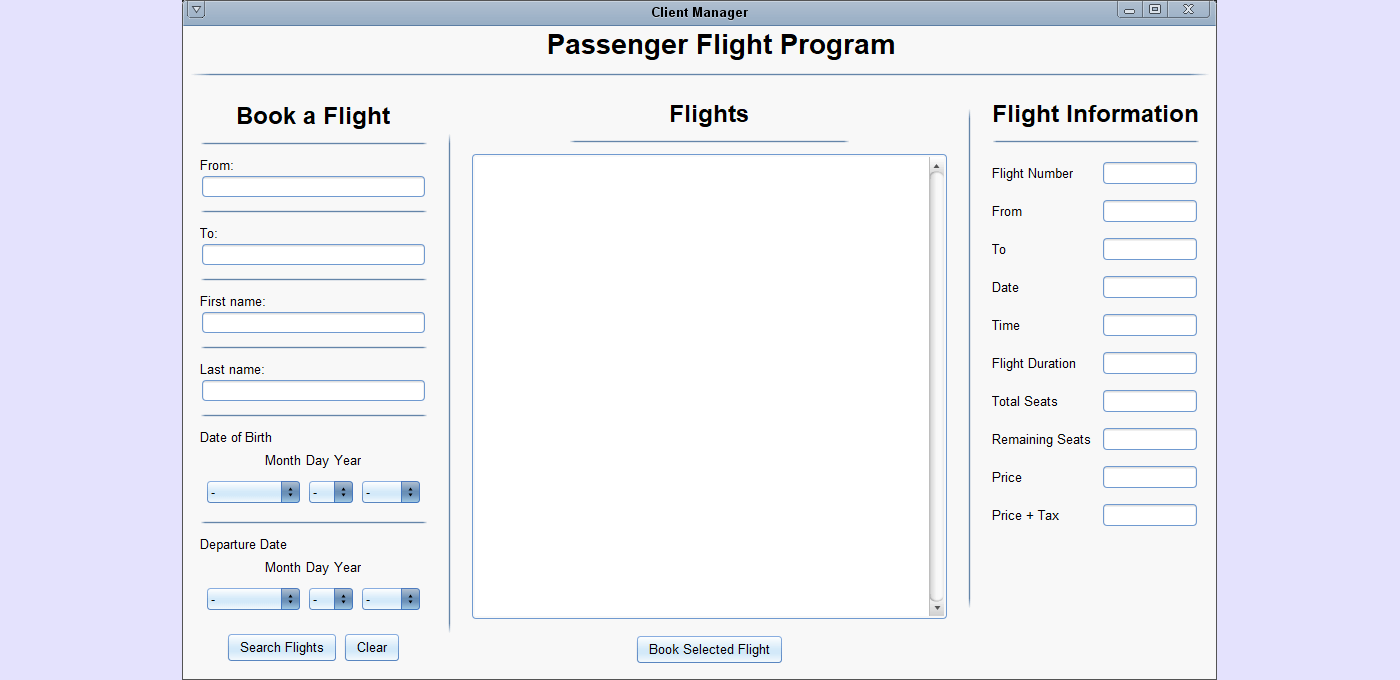 Client Manager
Passenger Flight Program
Book a Flight
From:
To:
First name:
Last name:
Date of Birth
Month Day Year
- - -
Departure Date
Month Day Year
- - -
Search Flights Clear
Flights
Book Selected Flight
Flight Information
Flight Number
From
To
Date
Time
Flight Duration
Total Seats
Remaining Seats
Price
Price + Tax